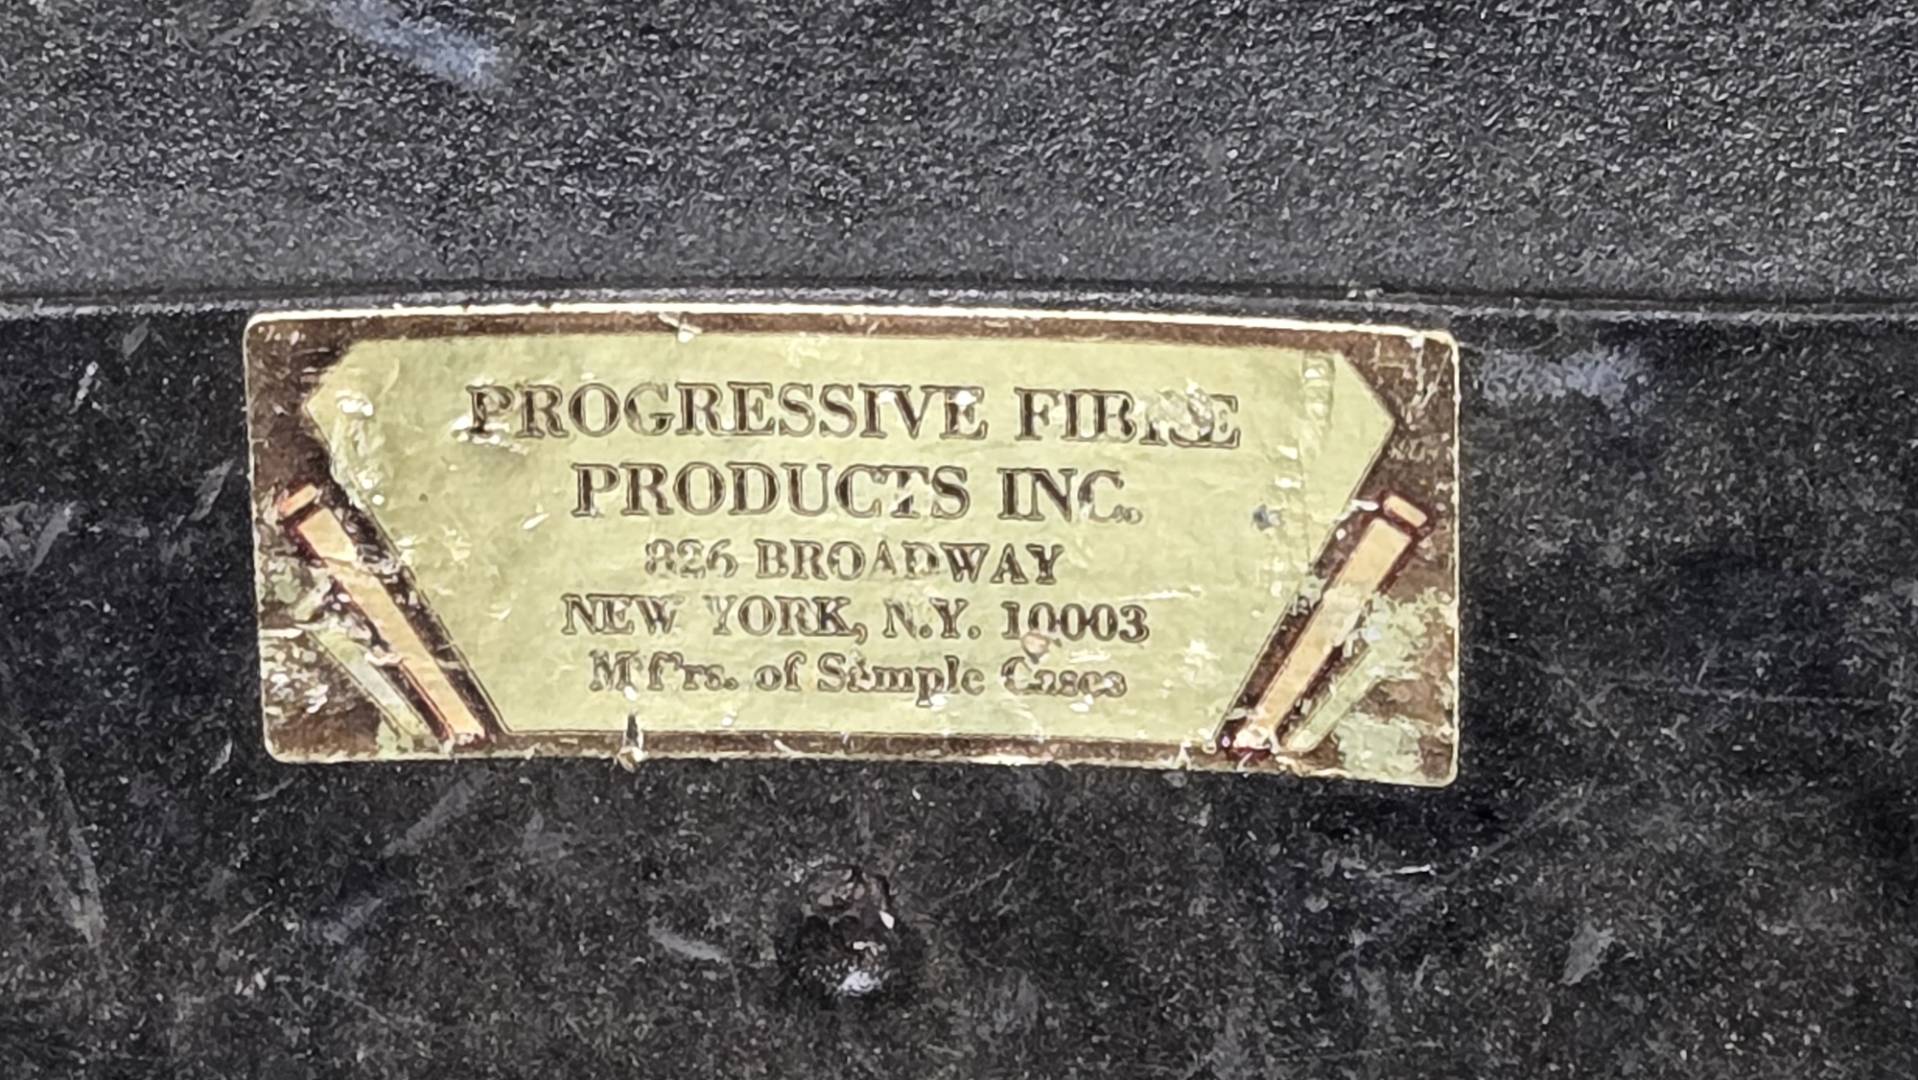 PROGRESSIVE FIBRE
PRODUCTS INC.
826 BROADWAY
NEW YORK, N.Y. 10003
M'f'rs. of Sample Cases